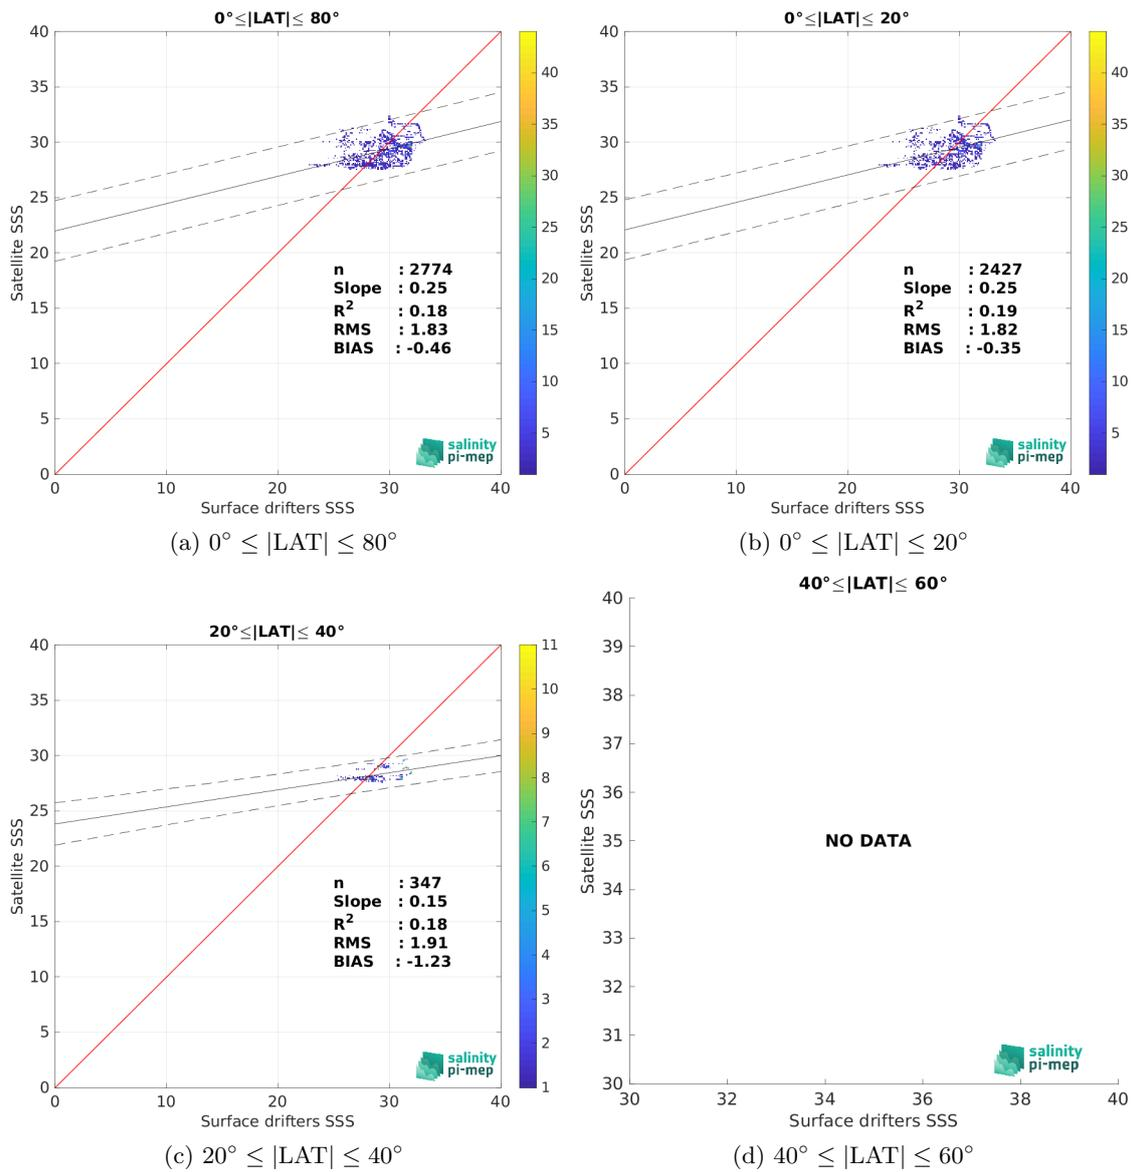 0°≤|LAT|≤ 80°
40
35
30
25
20
15
10
5
0
0 10 20 30 40
Satellite SSS
Surface drifters SSS
40
35
30
25
20
15
10
5
n : 2774
Slope : 0.25
R² : 0.18
RMS : 1.83
BIAS : -0.46
salinity
pi-mep
(a) 0° ≤ |LAT| ≤ 80°
0°≤|LAT|≤ 20°
40
35
30
25
20
15
10
5
0
0 10 20 30 40
Satellite SSS
Surface drifters SSS
40
35
30
25
20
15
10
5
n : 2427
Slope : 0.25
R² : 0.19
RMS : 1.82
BIAS : -0.35
salinity
pi-mep
(b) 0° ≤ |LAT| ≤ 20°
20°≤|LAT|≤ 40°
40
35
30
25
20
15
10
5
0
0 10 20 30 40
Satellite SSS
Surface drifters SSS
11
10
9
8
7
6
5
4
3
2
1
n : 347
Slope : 0.15
R² : 0.18
RMS : 1.91
BIAS : -1.23
salinity
pi-mep
(c) 20° ≤ |LAT| ≤ 40°
40°≤|LAT|≤ 60°
40
39
38
37
36
35
34
33
32
31
30
30 32 34 36 38 40
Satellite SSS
Surface drifters SSS
NO DATA
salinity
pi-mep
(d) 40° ≤ |LAT| ≤ 60°